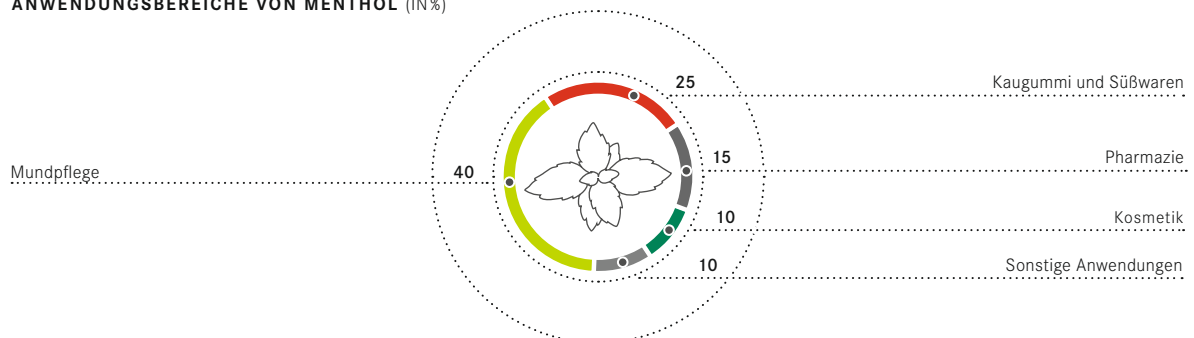 ANWENDUNGSBEREICHE VON MENTHOL (IN %)
25 Kaugummi und Süßwaren
15 Pharmazie
Mundpflege 40
10 Kosmetik
10 Sonstige Anwendungen